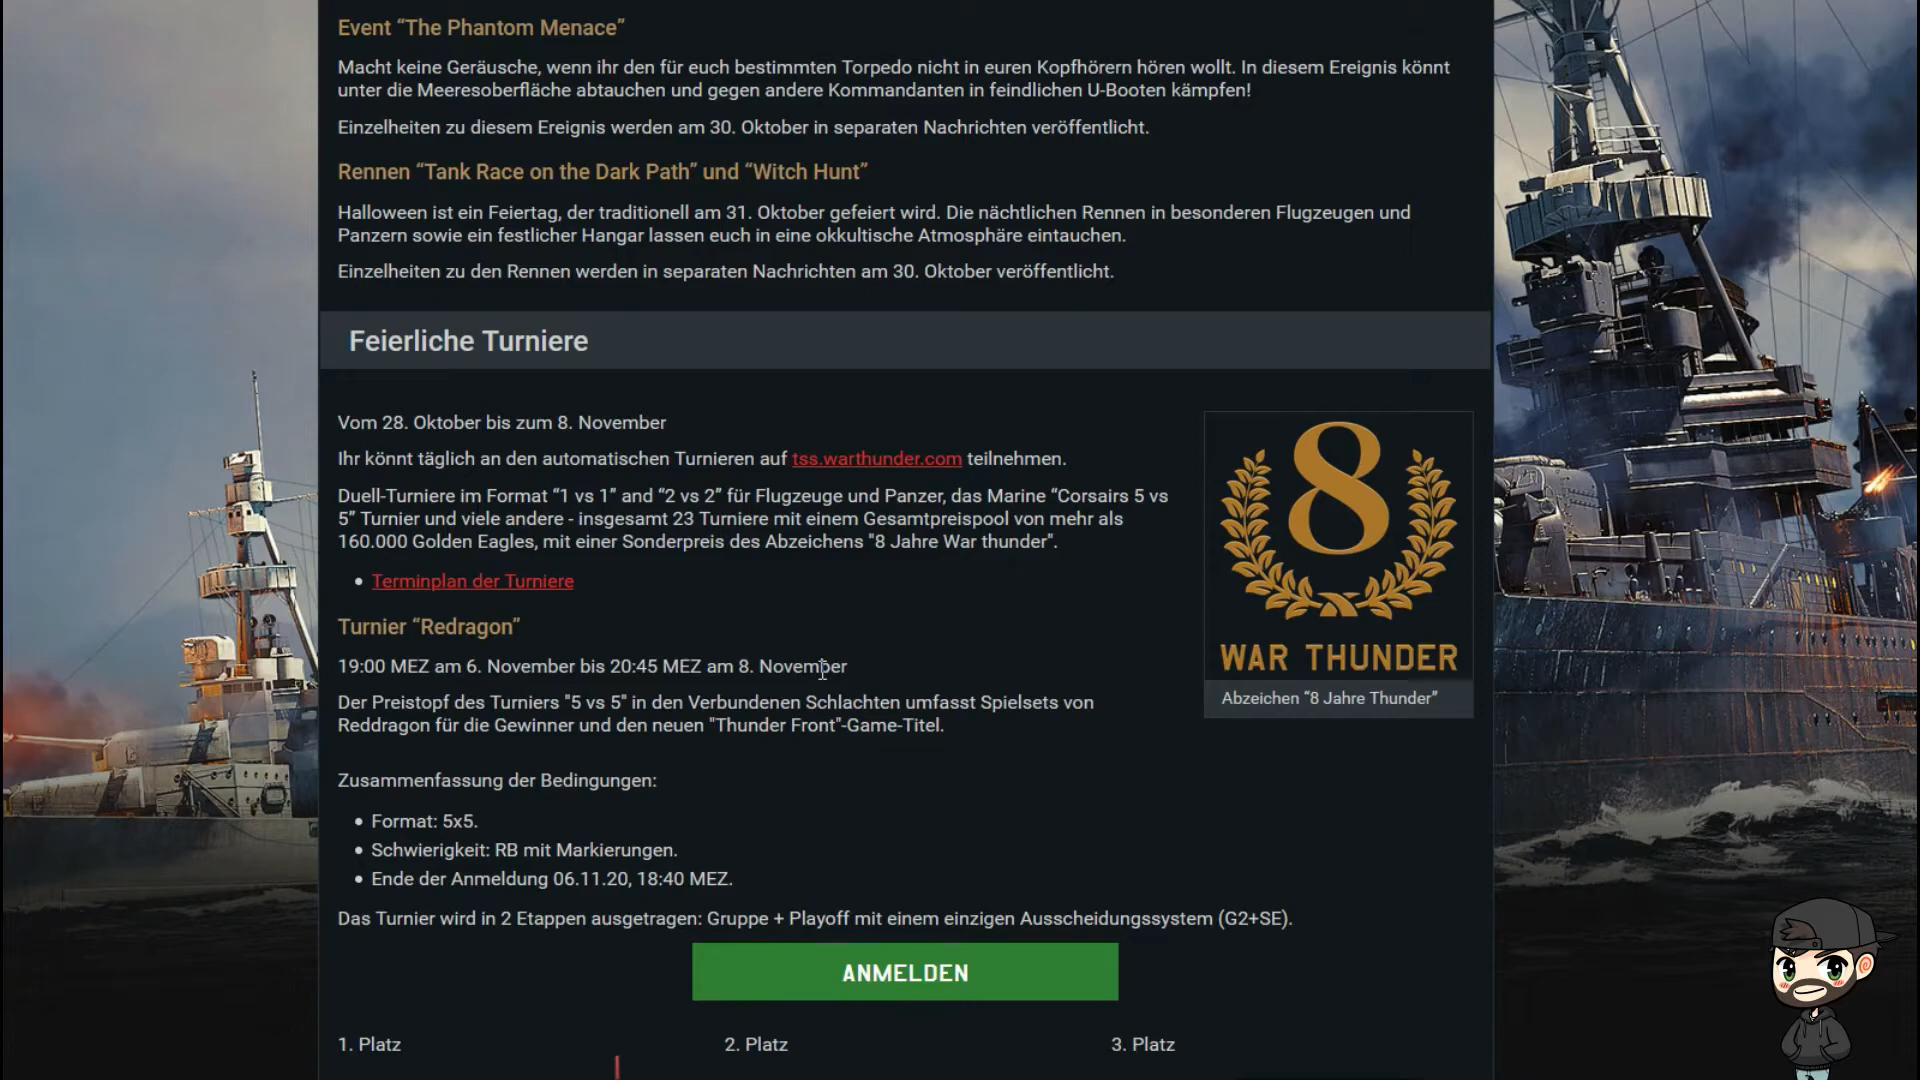 Event “The Phantom Menace”
Macht keine Geräusche, wenn ihr den für euch bestimmten Torpedo nicht in euren Kopfhörern hören wollt. In diesem Ereignis könnt
unter die Meeresoberfläche abtauchen und gegen andere Kommandanten in feindlichen U-Booten kämpfen!
Einzelheiten zu diesem Ereignis werden am 30. Oktober in separaten Nachrichten veröffentlicht.
Rennen “Tank Race on the Dark Path” und “Witch Hunt”
Halloween ist ein Feiertag, der traditionell am 31. Oktober gefeiert wird. Die nächtlichen Rennen in besonderen Flugzeugen und
Panzern sowie ein festlicher Hangar lassen euch in eine okkultische Atmosphäre eintauchen.
Einzelheiten zu den Rennen werden in separaten Nachrichten am 30. Oktober veröffentlicht.
Feierliche Turniere
Vom 28. Oktober bis zum 8. November
Ihr könnt täglich an den automatischen Turnieren auf tss.warthunder.com teilnehmen.
Duell-Turniere im Format “1 vs 1” and “2 vs 2” für Flugzeuge und Panzer, das Marine “Corsairs 5 vs
5” Turnier und viele andere - insgesamt 23 Turniere mit einem Gesamtpreispool von mehr als
160.000 Golden Eagles, mit einer Sonderpreis des Abzeichens "8 Jahre War thunder".
• Terminplan der Turniere
8
WAR THUNDER
Abzeichen “8 Jahre Thunder”
Turnier “Redragon”
19:00 MEZ am 6. November bis 20:45 MEZ am 8. November
Der Preistopf des Turniers "5 vs 5" in den Verbundenen Schlachten umfasst Spielsets von
Reddragon für die Gewinner und den neuen "Thunder Front"-Game-Titel.
Zusammenfassung der Bedingungen:
• Format: 5x5.
• Schwierigkeit: RB mit Markierungen.
• Ende der Anmeldung 06.11.20, 18:40 MEZ.
Das Turnier wird in 2 Etappen ausgetragen: Gruppe + Playoff mit einem einzigen Ausscheidungssystem (G2+SE).
ANMELDEN
1. Platz
2. Platz
3. Platz